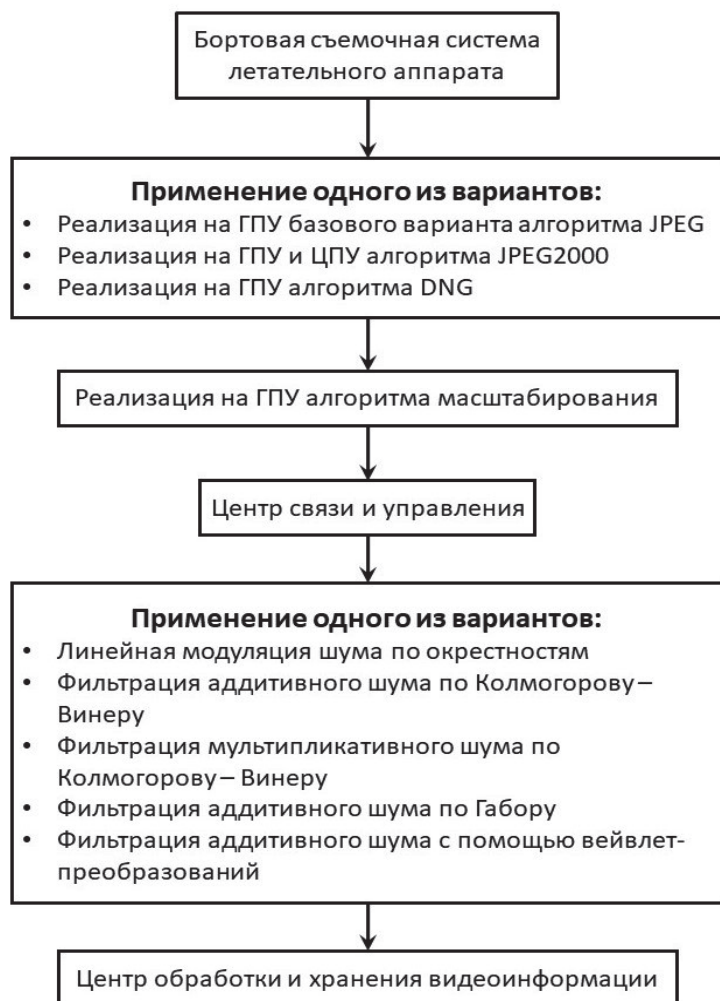 Бортовая съемочная система
летательного аппарата
Применение одного из вариантов:
• Реализация на ГПУ базового варианта алгоритма JPEG
• Реализация на ГПУ и ЦПУ алгоритма JPEG2000
• Реализация на ГПУ алгоритма DNG
Реализация на ГПУ алгоритма масштабирования
Центр связи и управления
Применение одного из вариантов:
• Линейная модуляция шума по окрестностям
• Фильтрация аддитивного шума по Колмогорову –
Винеру
• Фильтрация мультипликативного шума по
Колмогорову – Винеру
• Фильтрация аддитивного шума по Габору
• Фильтрация аддитивного шума с помощью вейвлет-
преобразований
Центр обработки и хранения видеоинформации